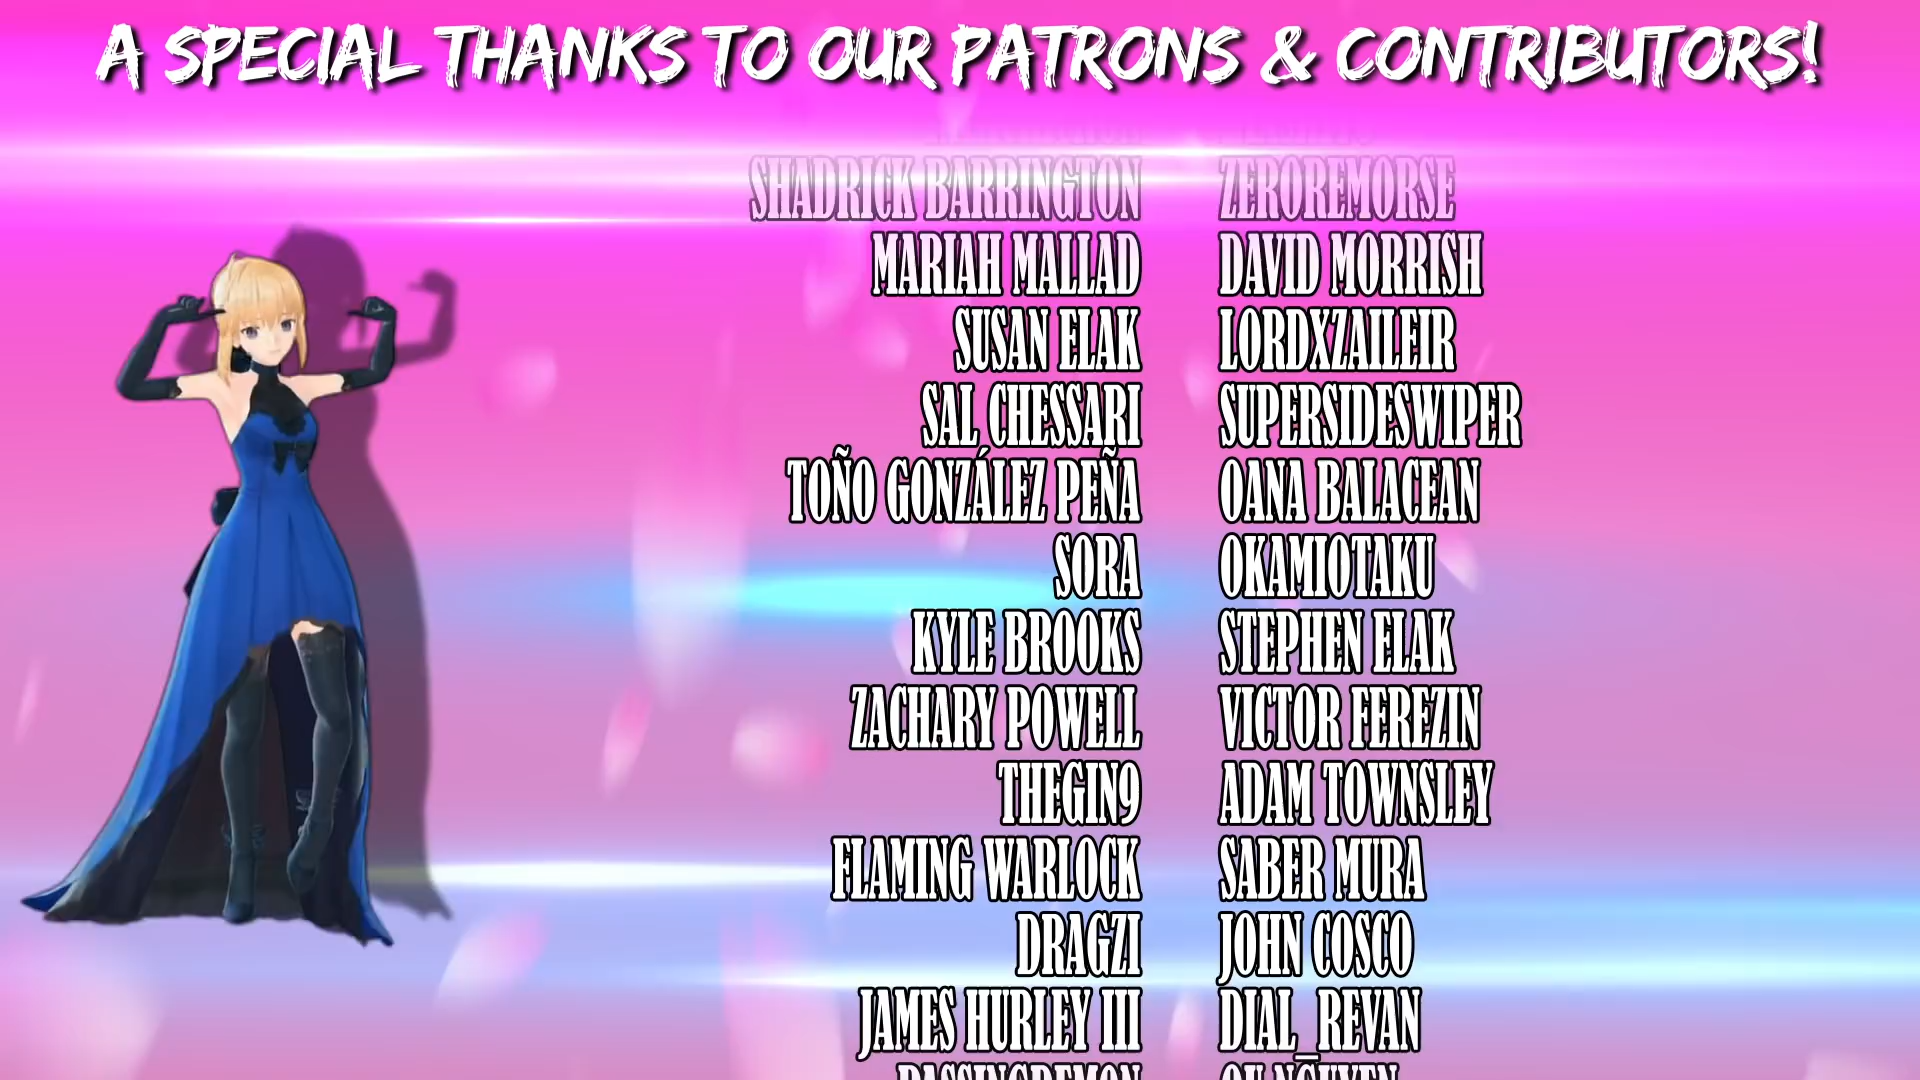 A SPECIAL THANKS TO OUR PATRONS & CONTRIBUTORS!
SHADRICK BARRINGTON ZEROREMORSE
MARIAH MALLAD DAVID MORRISH
SUSAN ELAK LORDXZAILEIR
SAL CHESSARI SUPERSIDESWIPER
TOÑO GONZÁLEZ PEÑA OANA BALACEAN
SORA OKAMIOTAKU
KYLE BROOKS STEPHEN ELAK
ZACHARY POWELL VICTOR FEREZIN
THEGIN9 ADAM TOWNSLEY
FLAMING WARLOCK SABER MURA
DRAGZI JOHN COSCO
JAMES HURLEY III DIAL_REVAN